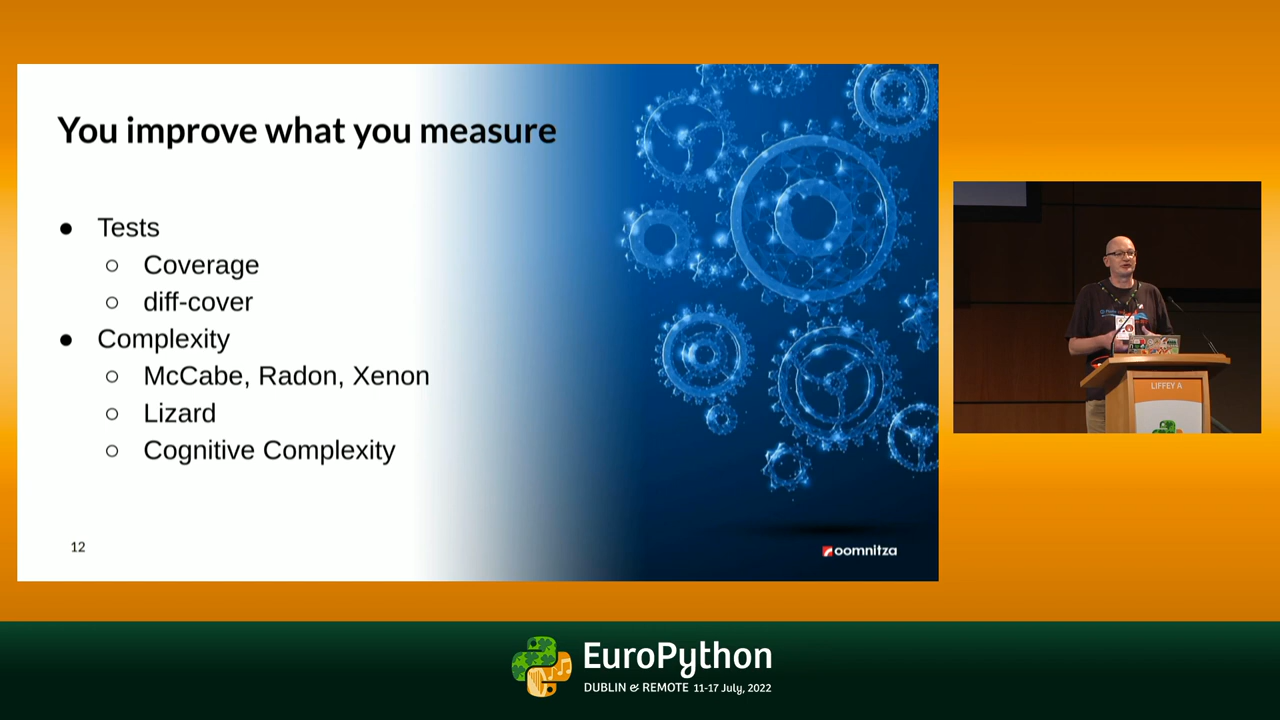 You improve what you measure
● Tests
○ Coverage
○ diff-cover
● Complexity
○ McCabe, Radon, Xenon
○ Lizard
○ Cognitive Complexity
12
oomnitza
LIFFEY A
EuroPython
DUBLIN & REMOTE 11-17 July, 2022